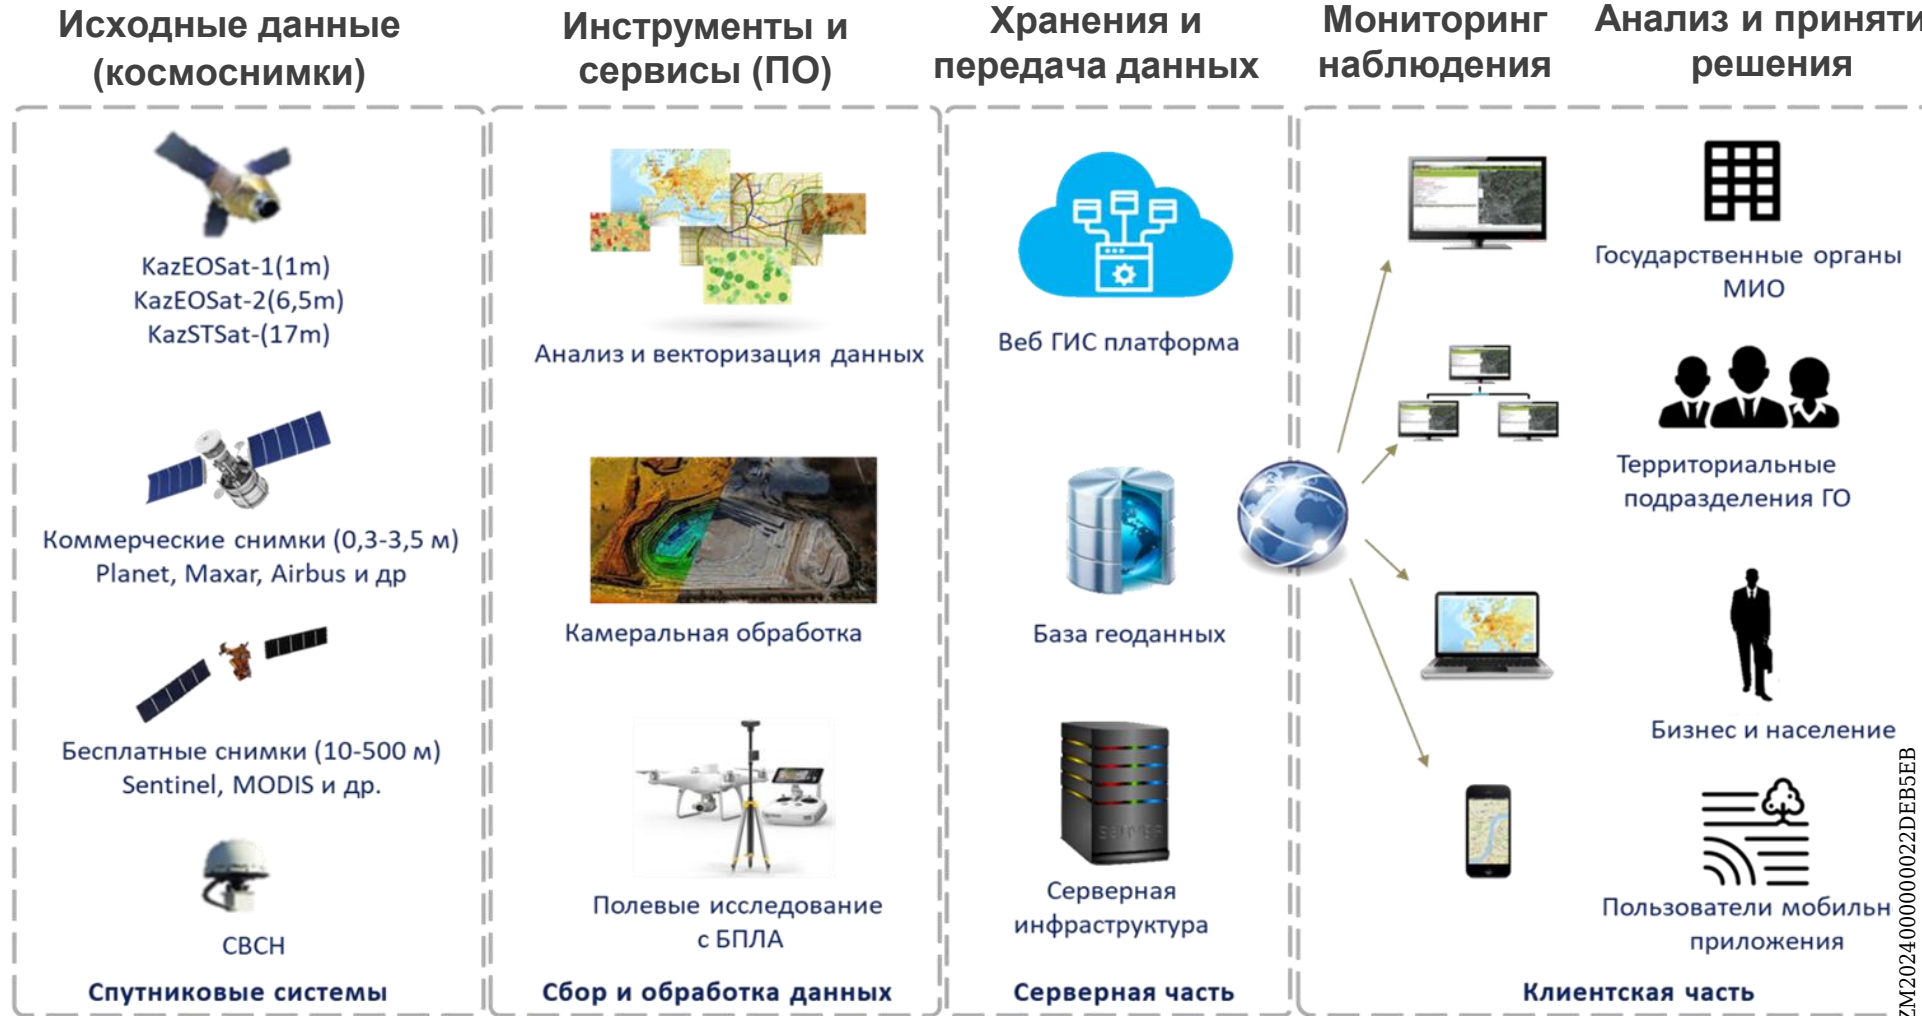 Исходные данные
(космоснимки)
Инструменты и
сервисы (ПО)
Хранения и
передача данных
Мониторинг
наблюдения
Анализ и приняти
решения
KazEOSat-1(1m)
KazEOSat-2(6,5m)
KazSTSat-(17m)
Коммерческие снимки (0,3-3,5 м)
Planet, Maxar, Airbus и др
Бесплатные снимки (10-500 м)
Sentinel, MODIS и др.
СВСН
Спутниковые системы
Анализ и векторизация данных
Камеральная обработка
Полевые исследование
с БПЛА
Сбор и обработка данных
Веб ГИС платформа
База геоданных
SERVER
Серверная
инфраструктура
Серверная часть
Государственные органы
МИО
Территориальные
подразделения ГО
Бизнес и население
Пользователи мобильн
приложения
Клиентская часть
ZM2024000000022DEB5EB